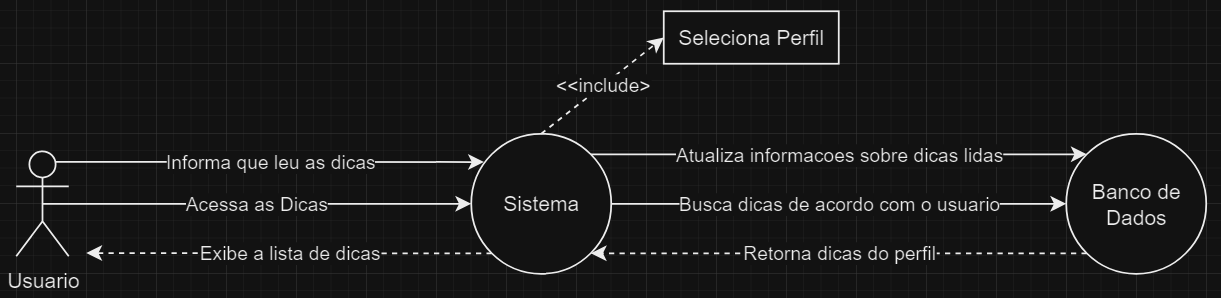 Seleciona Perfil
<<include>
Informa que leu as dicas
Atualiza informacoes sobre dicas lidas
Acessa as Dicas
Sistema
Busca dicas de acordo com o usuario
Banco de
Dados
Exibe a lista de dicas
Retorna dicas do perfil
Usuario